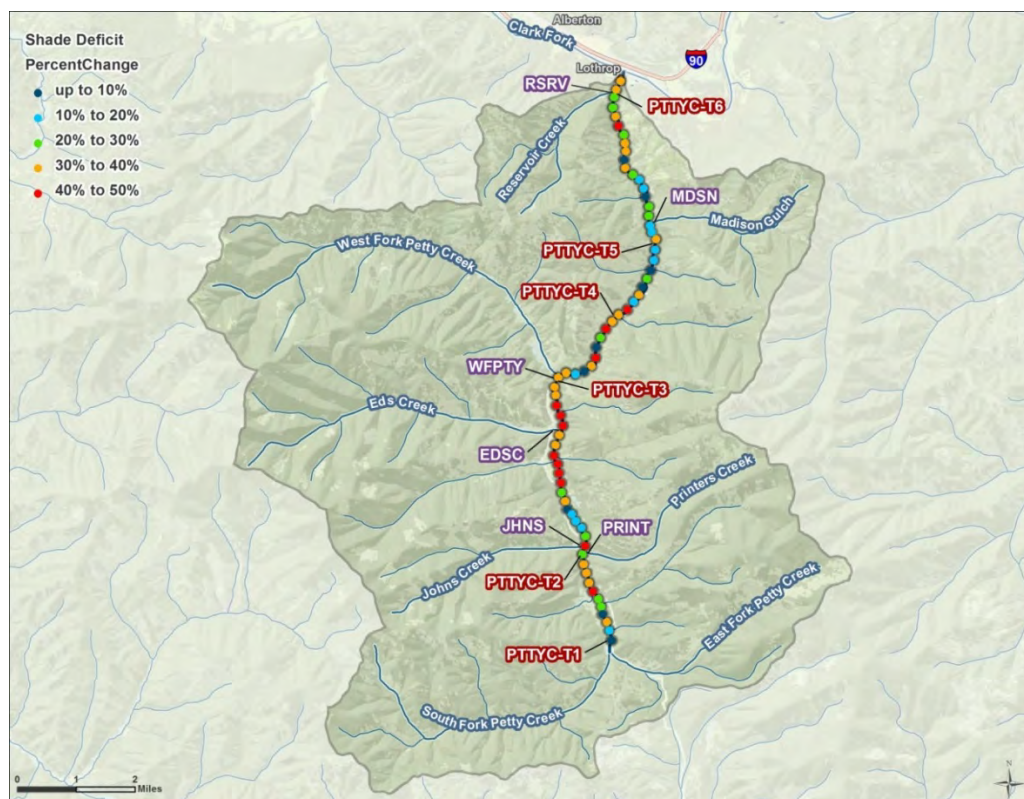 Alberton
Clark Fork
Shade Deficit
PercentChange
up to 10%
10% to 20%
20% to 30%
30% to 40%
40% to 50%
90
Lothrop
RSRV
PTTYC-T6
Reservoir Creek
MDSN
Madison Gulch
West Fork Petty Creek
PTTYC-T5
PTTYC-T4
WFPTY
PTTYC-T3
Eds Creek
EDSC
Printers Creek
JHNS
PRINT
Johns Creek
PTTYC-T2
East Fork Petty Creek
PTTYC-T1
South Fork Petty Creek
N
0 1 2
Miles